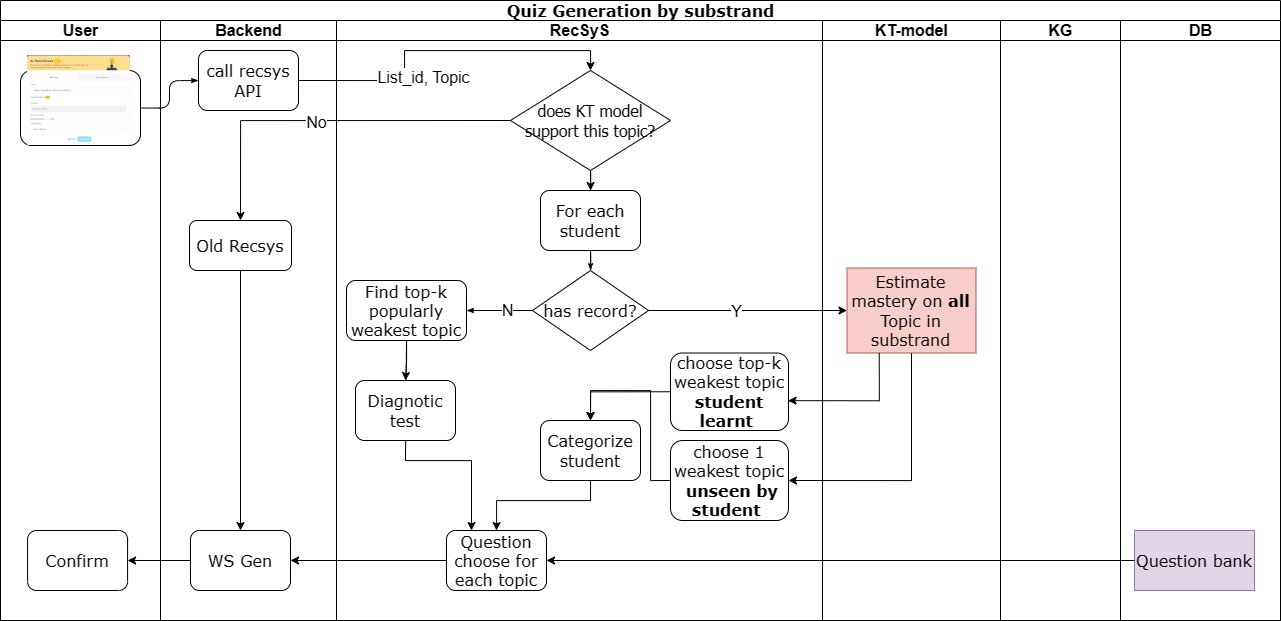 Quiz Generation by substrand
User
Backend
RecSyS
KT-model
KG
DB
call recsys
API
List_id, Topic
does KT model
support this topic?
No
For each
student
Old Recsys
has record?
N
Y
Find top-k
popularly
weakest topic
Estimate
mastery on all
Topic in
substrand
choose top-k
weakest topic
student
learnt
Diagnotic
test
Categorize
student
choose 1
weakest topic
unseen by
student
Confirm
WS Gen
Question
choose for
each topic
Question bank